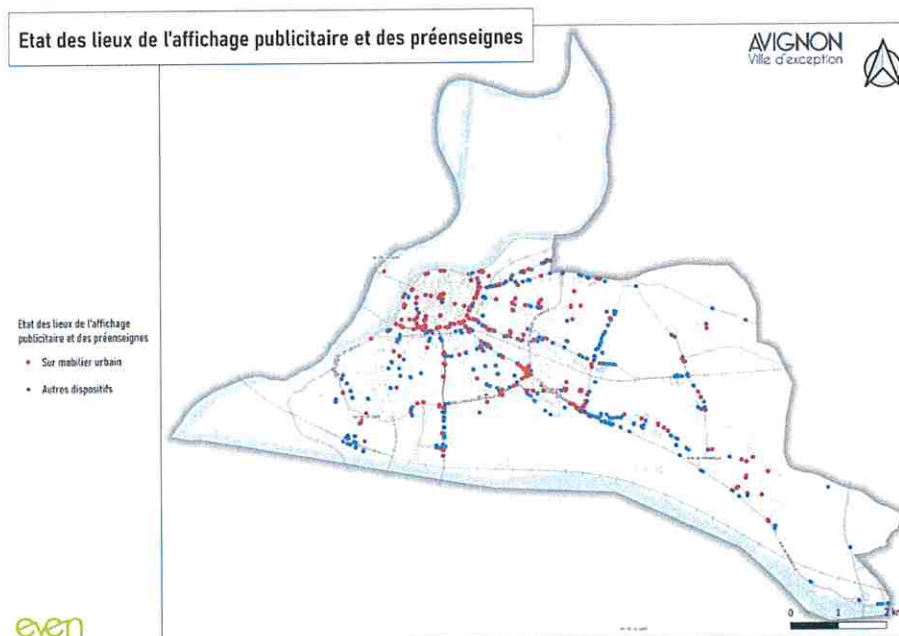 Etat des lieux de l'affichage publicitaire et des préenseignes
AVIGNON
Ville d'exception
Etat des lieux de l'affichage
publicitaire et des préenseignes
Sur mobilier urbain
Autres dispositifs
0 1 2 km
even